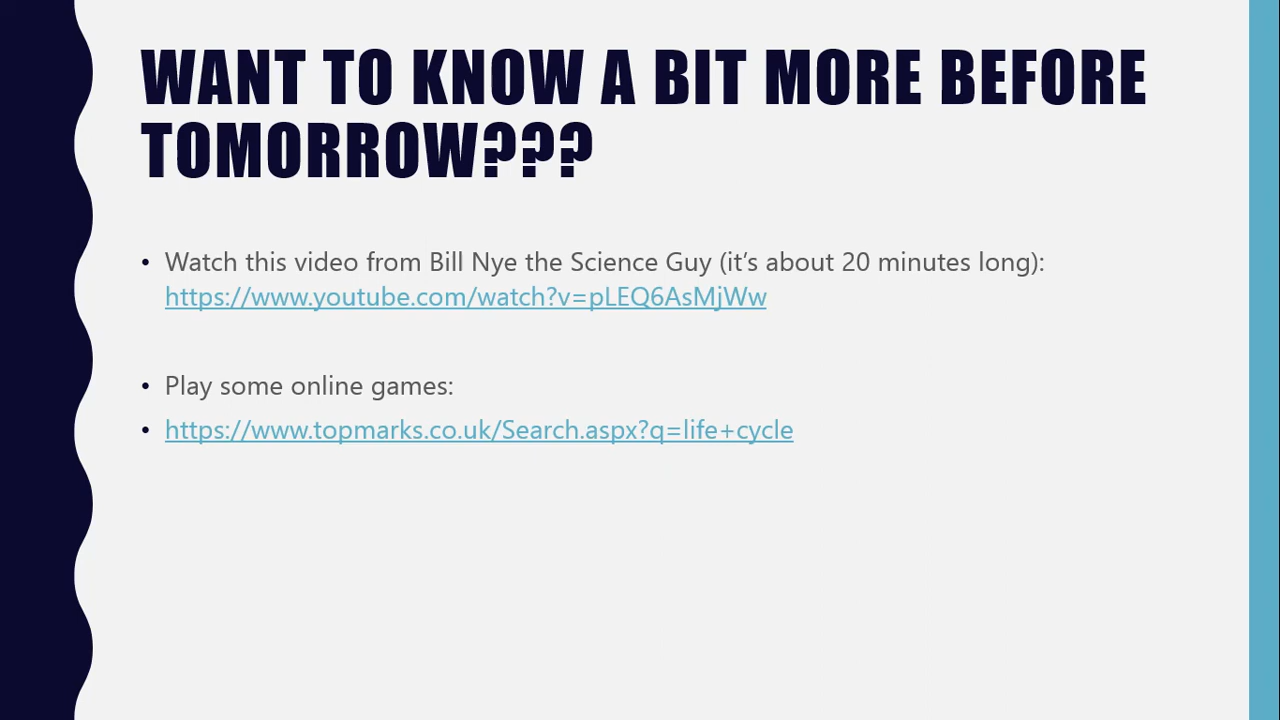 WANT TO KNOW A BIT MORE BEFORE
TOMORROW???
• Watch this video from Bill Nye the Science Guy (it’s about 20 minutes long):
https://www.youtube.com/watch?v=pLEQ6AsMjWw
• Play some online games:
• https://www.topmarks.co.uk/Search.aspx?q=life+cycle